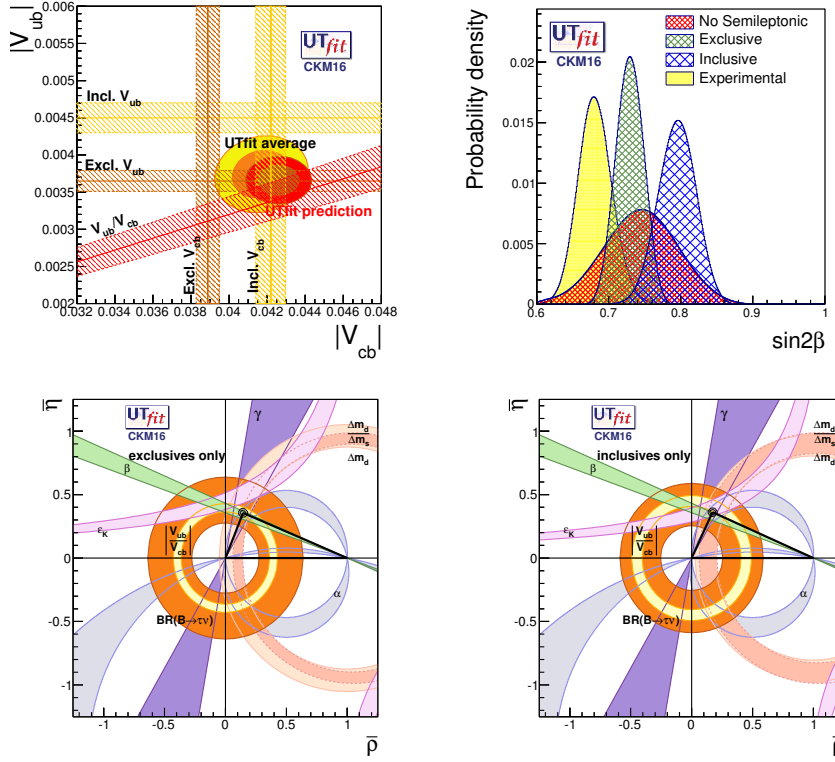 |V_ub|
0.006
0.0055
0.005
0.0045
0.004
0.0035
0.003
0.0025
0.002
0.032
0.034
0.036
0.038
0.04
0.042
0.044
0.046
0.048
|V_cb|
UTfit
CKM16
Incl. V_ub
UTfit average
Excl. V_ub
UTfit prediction
V_ub/V_cb
Excl. V_cb
Incl. V_cb
Probability density
0.02
0.015
0.01
0.005
0
0.6
0.7
0.8
0.9
1
sin2β
UTfit
CKM16
No Semileptonic
Exclusive
Inclusive
Experimental
η̅
1
0.5
0
-0.5
-1
-1
-0.5
0
0.5
1
ρ̅
UTfit
CKM16
exclusives only
γ
β
ε_K
|V_ub/V_cb|
BR(B→τν)
α
Δm_d
Δm_s
Δm_d
η̅
1
0.5
0
-0.5
-1
-1
-0.5
0
0.5
1
UTfit
CKM16
inclusives only
γ
β
ε_K
|V_ub/V_cb|
BR(B→τν)
α
Δm_d
Δm_s
Δm_d